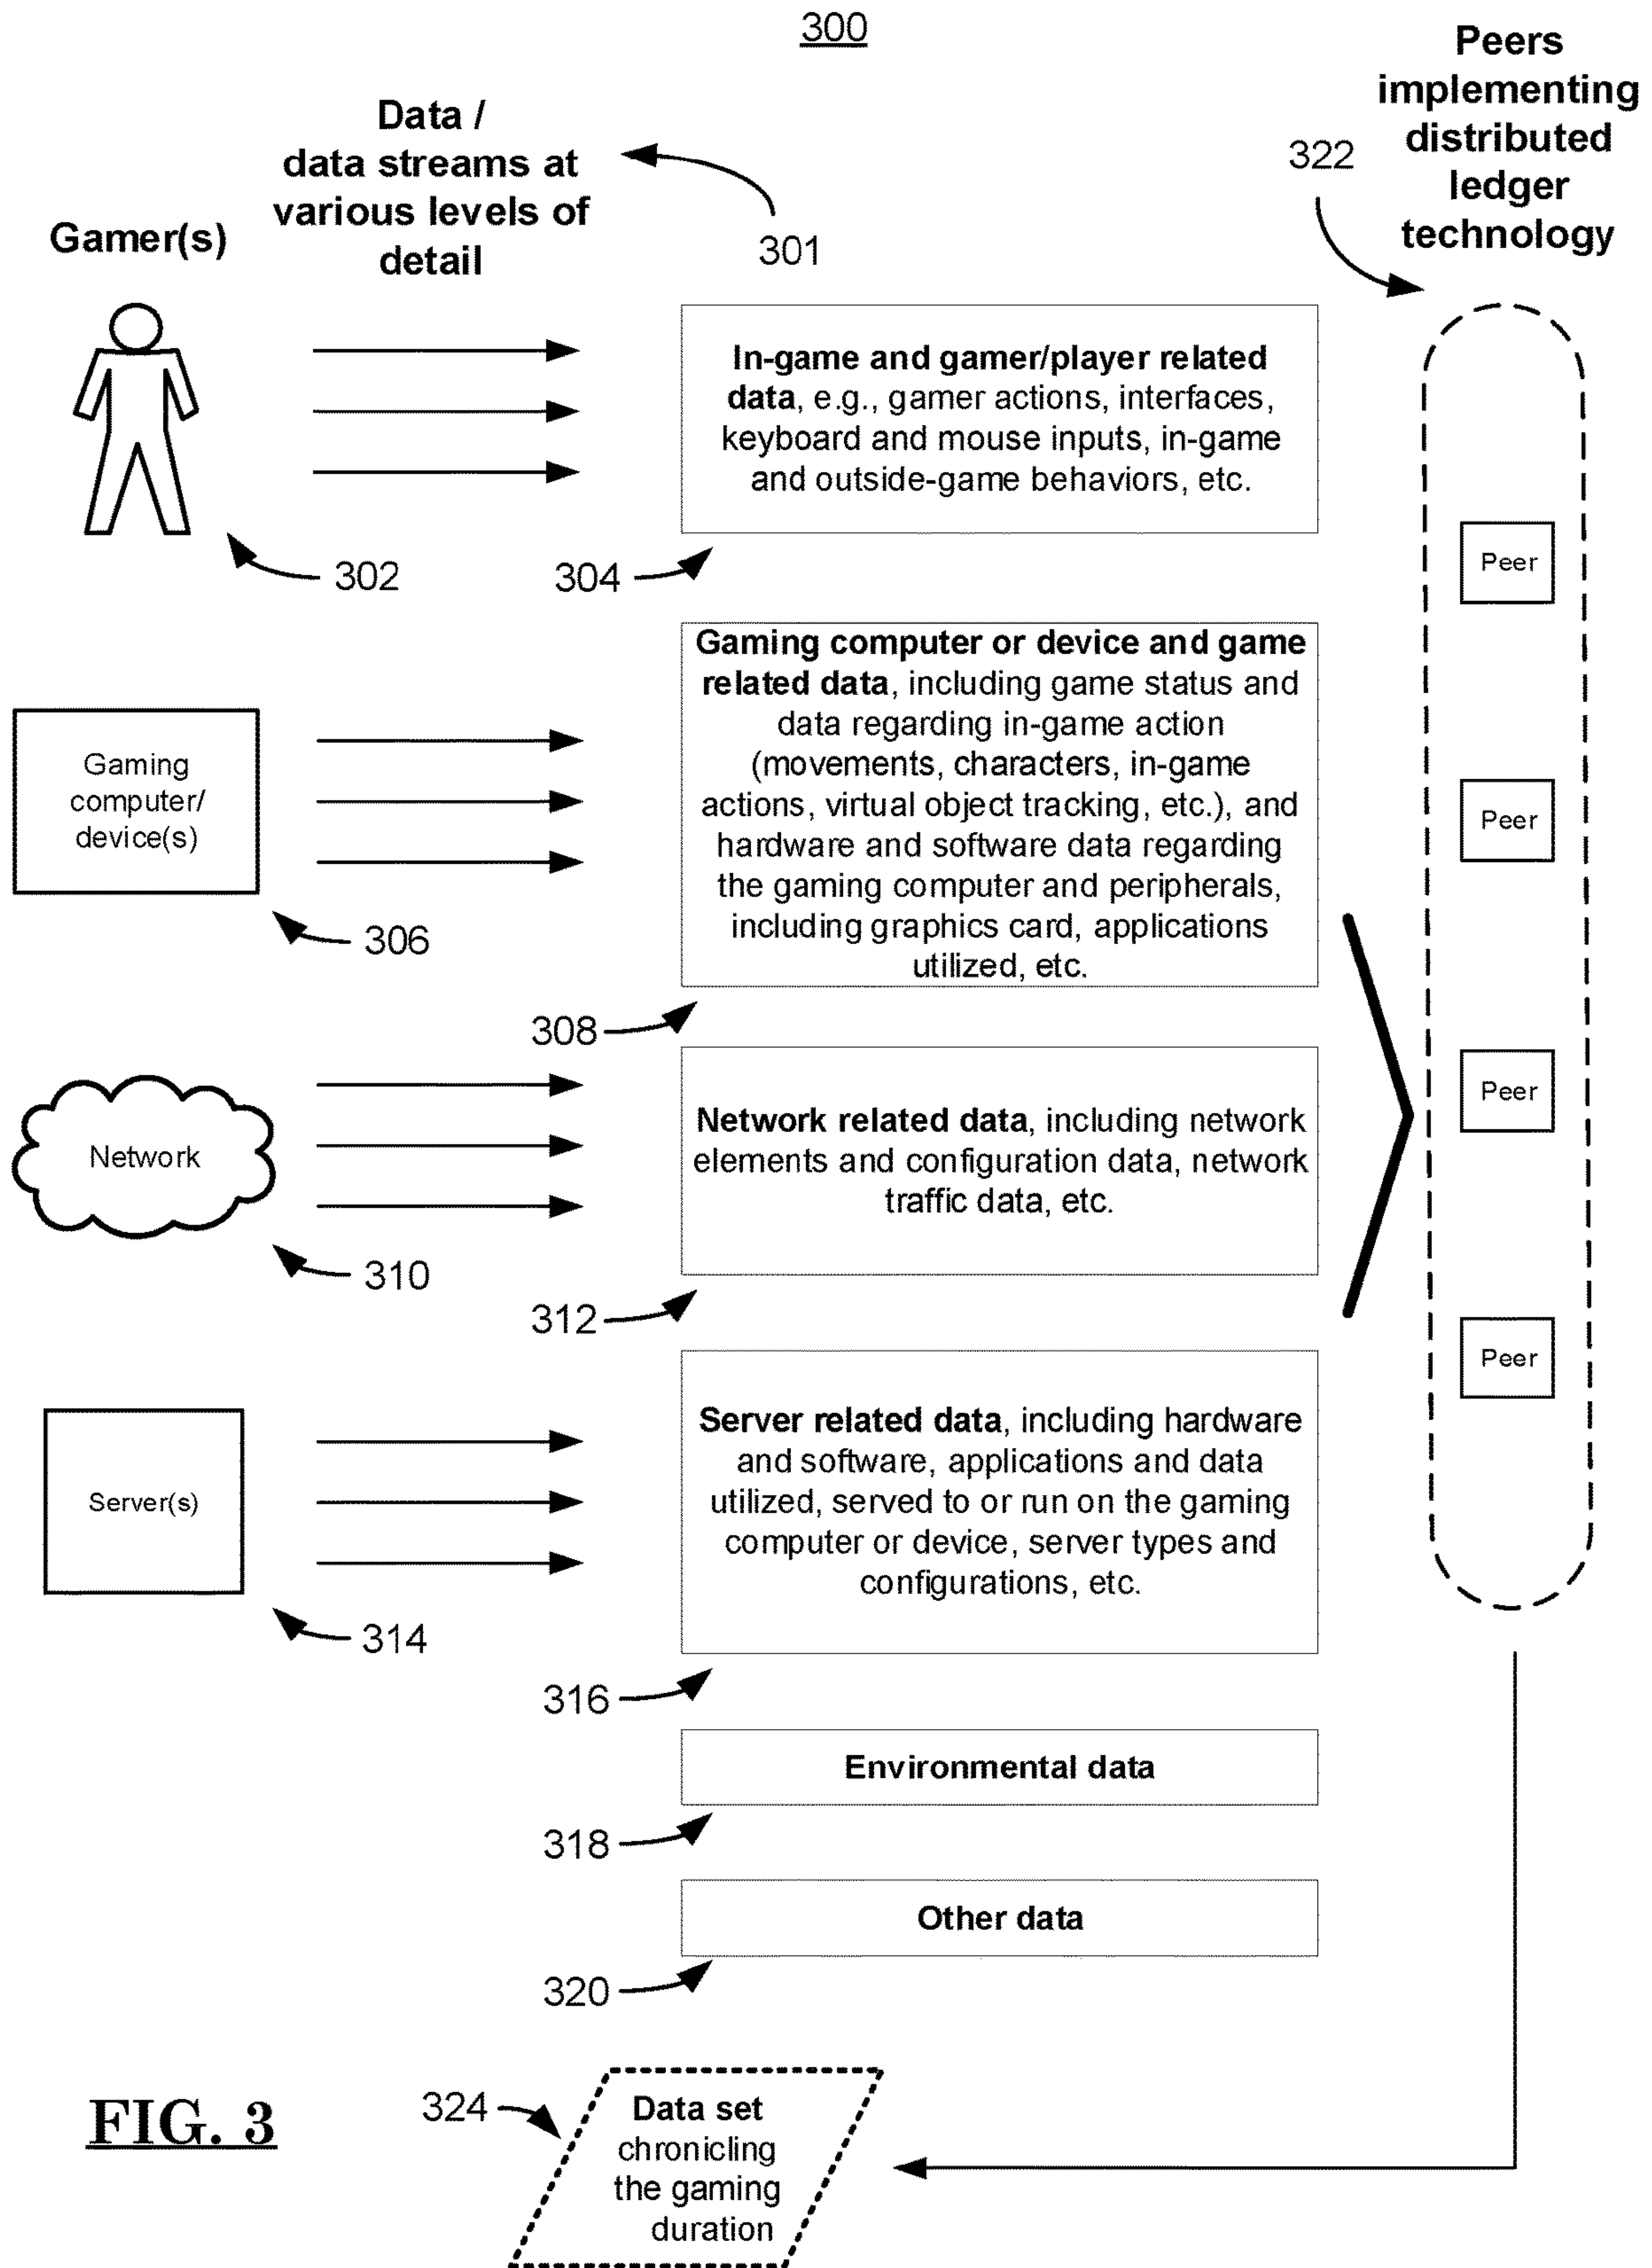 300
Peers
implementing
distributed
ledger
technology
322
Data /
data streams at
various levels of
detail
301
Gamer(s)
In-game and gamer/player related
data, e.g., gamer actions, interfaces,
keyboard and mouse inputs, in-game
and outside-game behaviors, etc.
302
304
Peer
Gaming computer or device and game
related data, including game status and
data regarding in-game action
(movements, characters, in-game
actions, virtual object tracking, etc.), and
hardware and software data regarding
the gaming computer and peripherals,
including graphics card, applications
utilized, etc.
Gaming
computer/
device(s)
306
308
Peer
Network
Network related data, including network
elements and configuration data, network
traffic data, etc.
310
312
Peer
Server(s)
Server related data, including hardware
and software, applications and data
utilized, served to or run on the gaming
computer or device, server types and
configurations, etc.
314
316
Peer
Environmental data
318
Other data
320
324
Data set
chronicling
the gaming
duration
FIG. 3